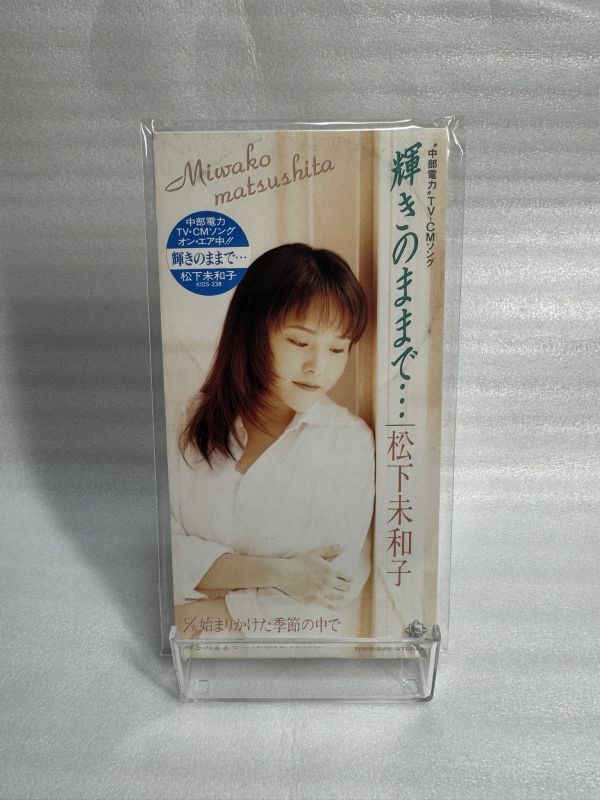 Miwako
matsushita
中部電力
TV・CMソング
オン・エア中!!
輝きのままで…
松下未和子
KIDS-238
“中部電力”TV-CMソング
輝きのままで…
松下未和子
c/w始まりかけた季節の中で